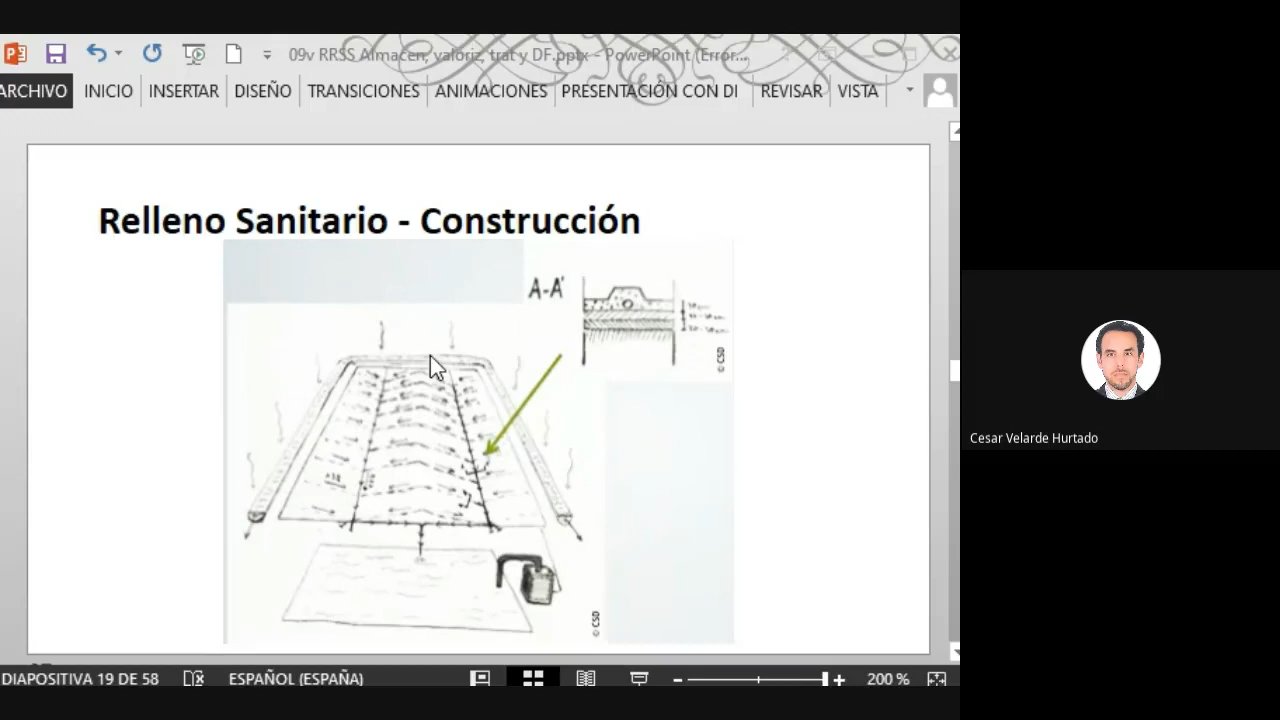 09v RRSS Almacen, valoriz, trat y DF.pptx - PowerPoint (Error...
ARCHIVO INICIO INSERTAR DISEÑO TRANSICIONES ANIMACIONES PRESENTACIÓN CON DI REVISAR VISTA
Relleno Sanitario - Construcción
A-A'
© CSD
© CSD
Cesar Velarde Hurtado
DIAPOSITIVA 19 DE 58 ESPAÑOL (ESPAÑA) 200 %